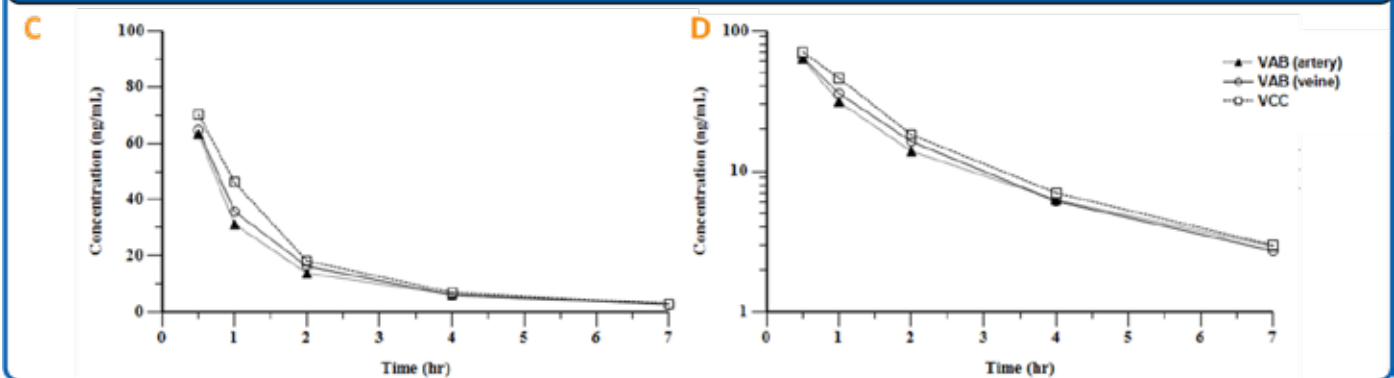 C
100
80
60
40
20
0
Concentration (ng/mL)
0 1 2 3 4 5 6 7
Time (hr)
D
100
10
1
Concentration (ng/mL)
VAB (artery)
VAB (veine)
VCC
0 1 2 3 4 5 6 7
Time (hr)